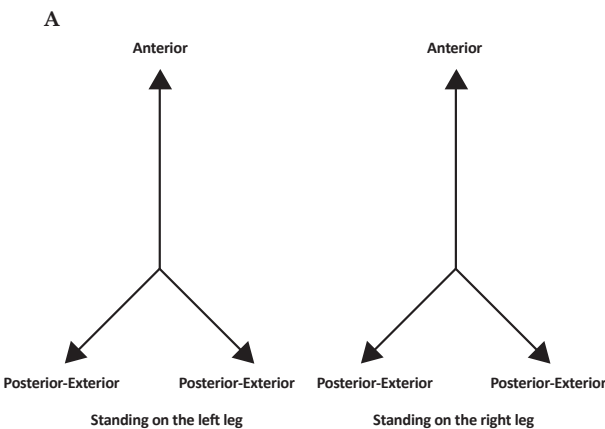 A
Anterior
Anterior
Posterior-Exterior
Posterior-Exterior
Posterior-Exterior
Posterior-Exterior
Standing on the left leg
Standing on the right leg